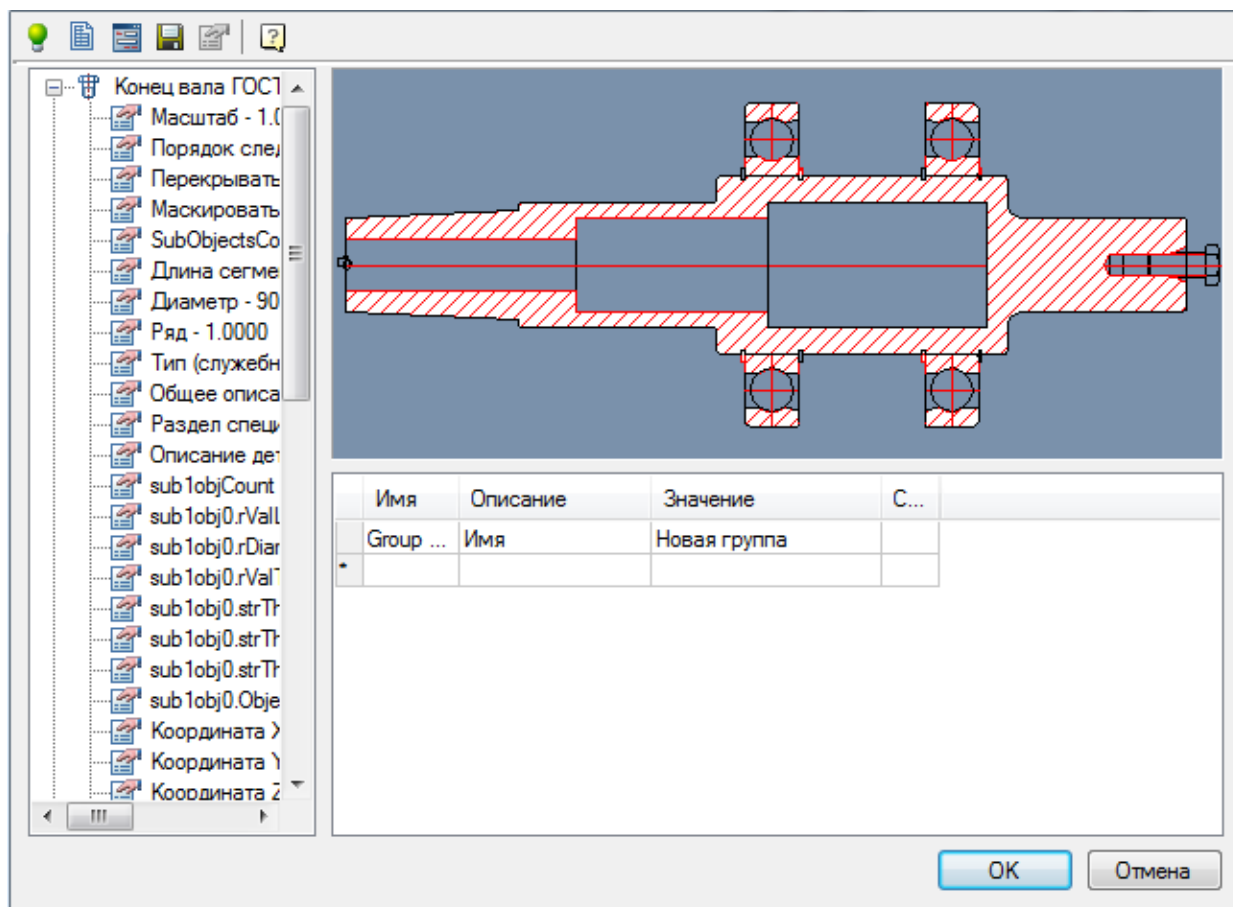 Конец вала ГОСТ
Масштаб - 1.0
Порядок след
Перекрывать
Маскировать
SubObjectsCo
Длина сегме
Диаметр - 90
Ряд - 1.0000
Тип (служебн
Общее описа
Раздел специ
Описание дет
sub1objCount
sub1obj0.rValL
sub1obj0.rDiam
sub1obj0.rValT
sub1obj0.strTh
sub1obj0.strTh
sub1obj0.strTh
sub1obj0.Obje
Координата X
Координата Y
Координата Z
Имя Описание Значение С...
Group ... Имя Новая группа
*
OK Отмена